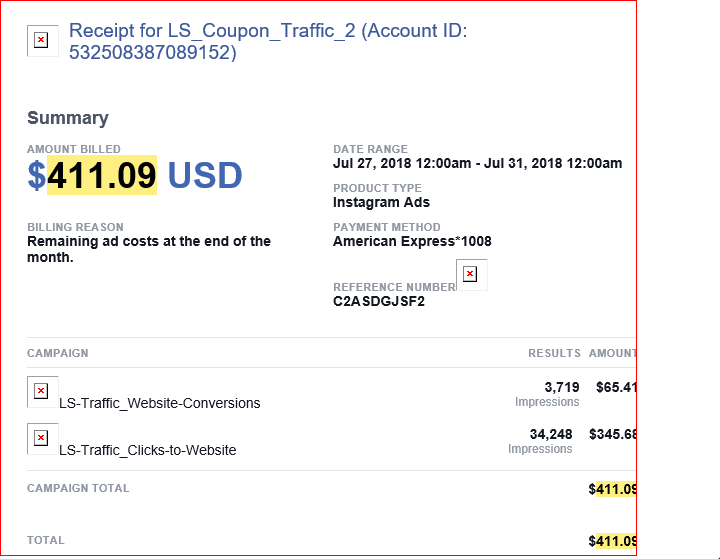 Receipt for LS_Coupon_Traffic_2 (Account ID:
532508387089152)
Summary
AMOUNT BILLED
$411.09 USD
DATE RANGE
Jul 27, 2018 12:00am - Jul 31, 2018 12:00am
PRODUCT TYPE
Instagram Ads
BILLING REASON
Remaining ad costs at the end of the
month.
PAYMENT METHOD
American Express*1008
REFERENCE NUMBER
C2ASDGJSF2
CAMPAIGN RESULTS AMOUNT
LS-Traffic_Website-Conversions 3,719 $65.41
Impressions
LS-Traffic_Clicks-to-Website 34,248 $345.68
Impressions
CAMPAIGN TOTAL $411.09
TOTAL $411.09